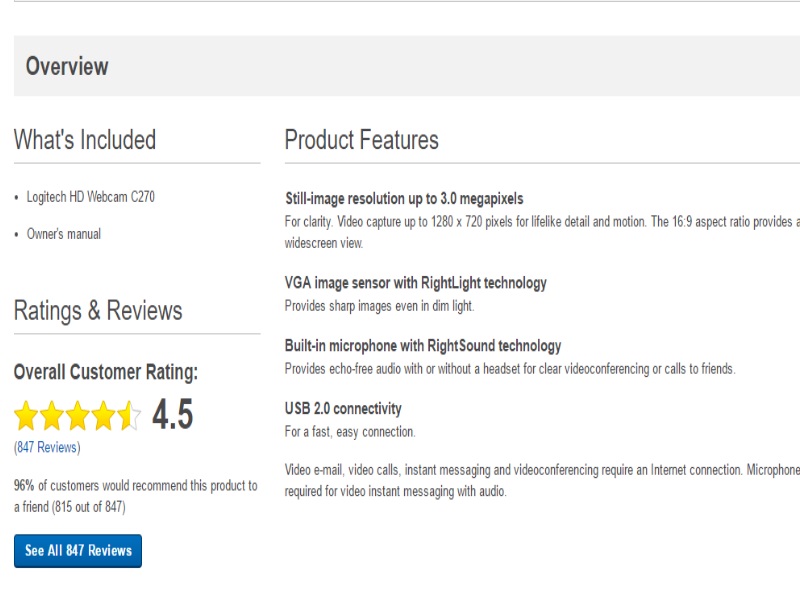 Overview
What's Included
• Logitech HD Webcam C270
• Owner's manual
Ratings & Reviews
Overall Customer Rating:
4.5
(847 Reviews)
96% of customers would recommend this product to
a friend (815 out of 847)
See All 847 Reviews
Product Features
Still-image resolution up to 3.0 megapixels
For clarity. Video capture up to 1280 x 720 pixels for lifelike detail and motion. The 16:9 aspect ratio provides a
widescreen view.
VGA image sensor with RightLight technology
Provides sharp images even in dim light.
Built-in microphone with RightSound technology
Provides echo-free audio with or without a headset for clear videoconferencing or calls to friends.
USB 2.0 connectivity
For a fast, easy connection.
Video e-mail, video calls, instant messaging and videoconferencing require an Internet connection. Microphone
required for video instant messaging with audio.